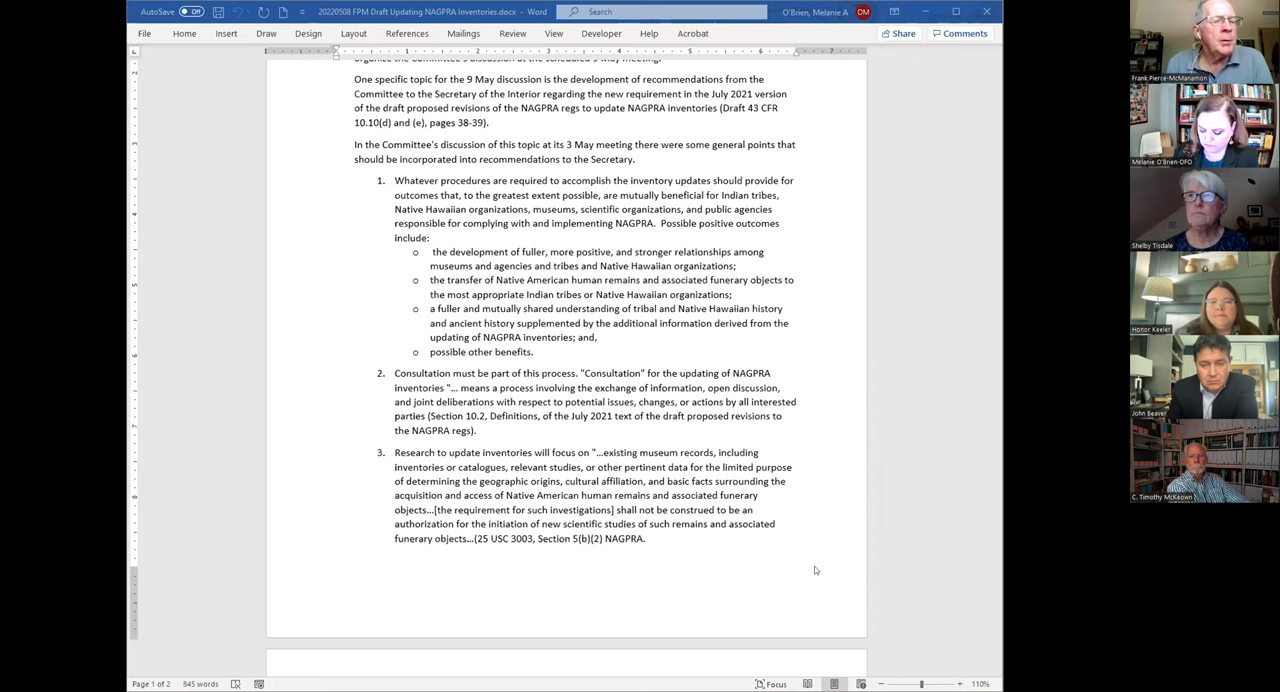 AutoSave Off 20220508 FPM Draft Updating NAGPRA Inventories.docx - Word Search O'Brien, Melanie A OM
File Home Insert Draw Design Layout References Mailings Review View Developer Help Acrobat Share Comments
1 1 2 3 4 5 6 7
organize the Committee's discussion at the scheduled 9 May meeting.
One specific topic for the 9 May discussion is the development of recommendations from the
Committee to the Secretary of the Interior regarding the new requirement in the July 2021 version
of the draft proposed revisions of the NAGPRA regs to update NAGPRA inventories (Draft 43 CFR
10.10(d) and (e), pages 38-39).
In the Committee's discussion of this topic at its 3 May meeting there were some general points that
should be incorporated into recommendations to the Secretary.
1. Whatever procedures are required to accomplish the inventory updates should provide for
outcomes that, to the greatest extent possible, are mutually beneficial for Indian tribes,
Native Hawaiian organizations, museums, scientific organizations, and public agencies
responsible for complying with and implementing NAGPRA. Possible positive outcomes
include:
o the development of fuller, more positive, and stronger relationships among
museums and agencies and tribes and Native Hawaiian organizations;
o the transfer of Native American human remains and associated funerary objects to
the most appropriate Indian tribes or Native Hawaiian organizations;
o a fuller and mutually shared understanding of tribal and Native Hawaiian history
and ancient history supplemented by the additional information derived from the
updating of NAGPRA inventories; and,
o possible other benefits.
2. Consultation must be part of this process. "Consultation" for the updating of NAGPRA
inventories "… means a process involving the exchange of information, open discussion,
and joint deliberations with respect to potential issues, changes, or actions by all interested
parties (Section 10.2, Definitions, of the July 2021 text of the draft proposed revisions to
the NAGPRA regs).
3. Research to update inventories will focus on "…existing museum records, including
inventories or catalogues, relevant studies, or other pertinent data for the limited purpose
of determining the geographic origins, cultural affiliation, and basic facts surrounding the
acquisition and access of Native American human remains and associated funerary
objects…[the requirement for such investigations] shall not be construed to be an
authorization for the initiation of new scientific studies of such remains and associated
funerary objects…(25 USC 3003, Section 5(b)(2) NAGPRA.
Page 1 of 2 845 words Focus 110%
Frank Pierce-McManamon
Melanie O'Brien-DFO
Shelby Tisdale
Honor Keeler
John Beaver
C. Timothy McKeown